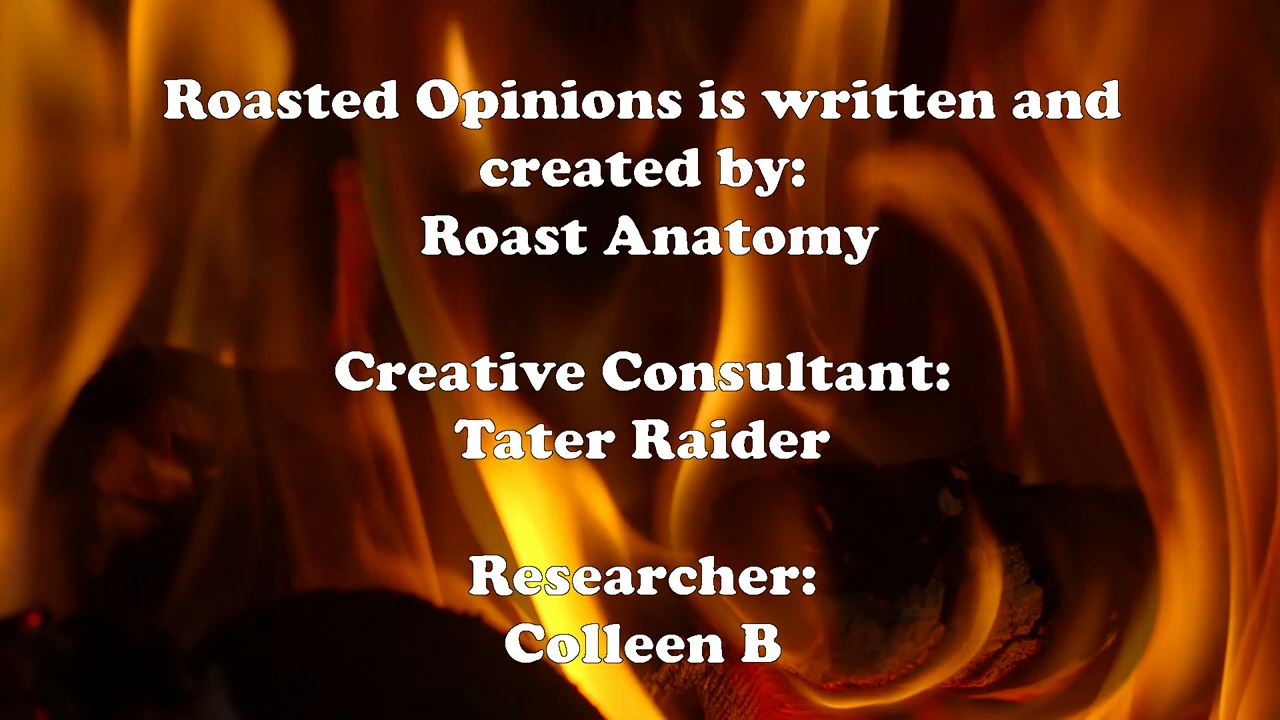 Roasted Opinions is written and
created by:
Roast Anatomy
Creative Consultant:
Tater Raider
Researcher:
Colleen B